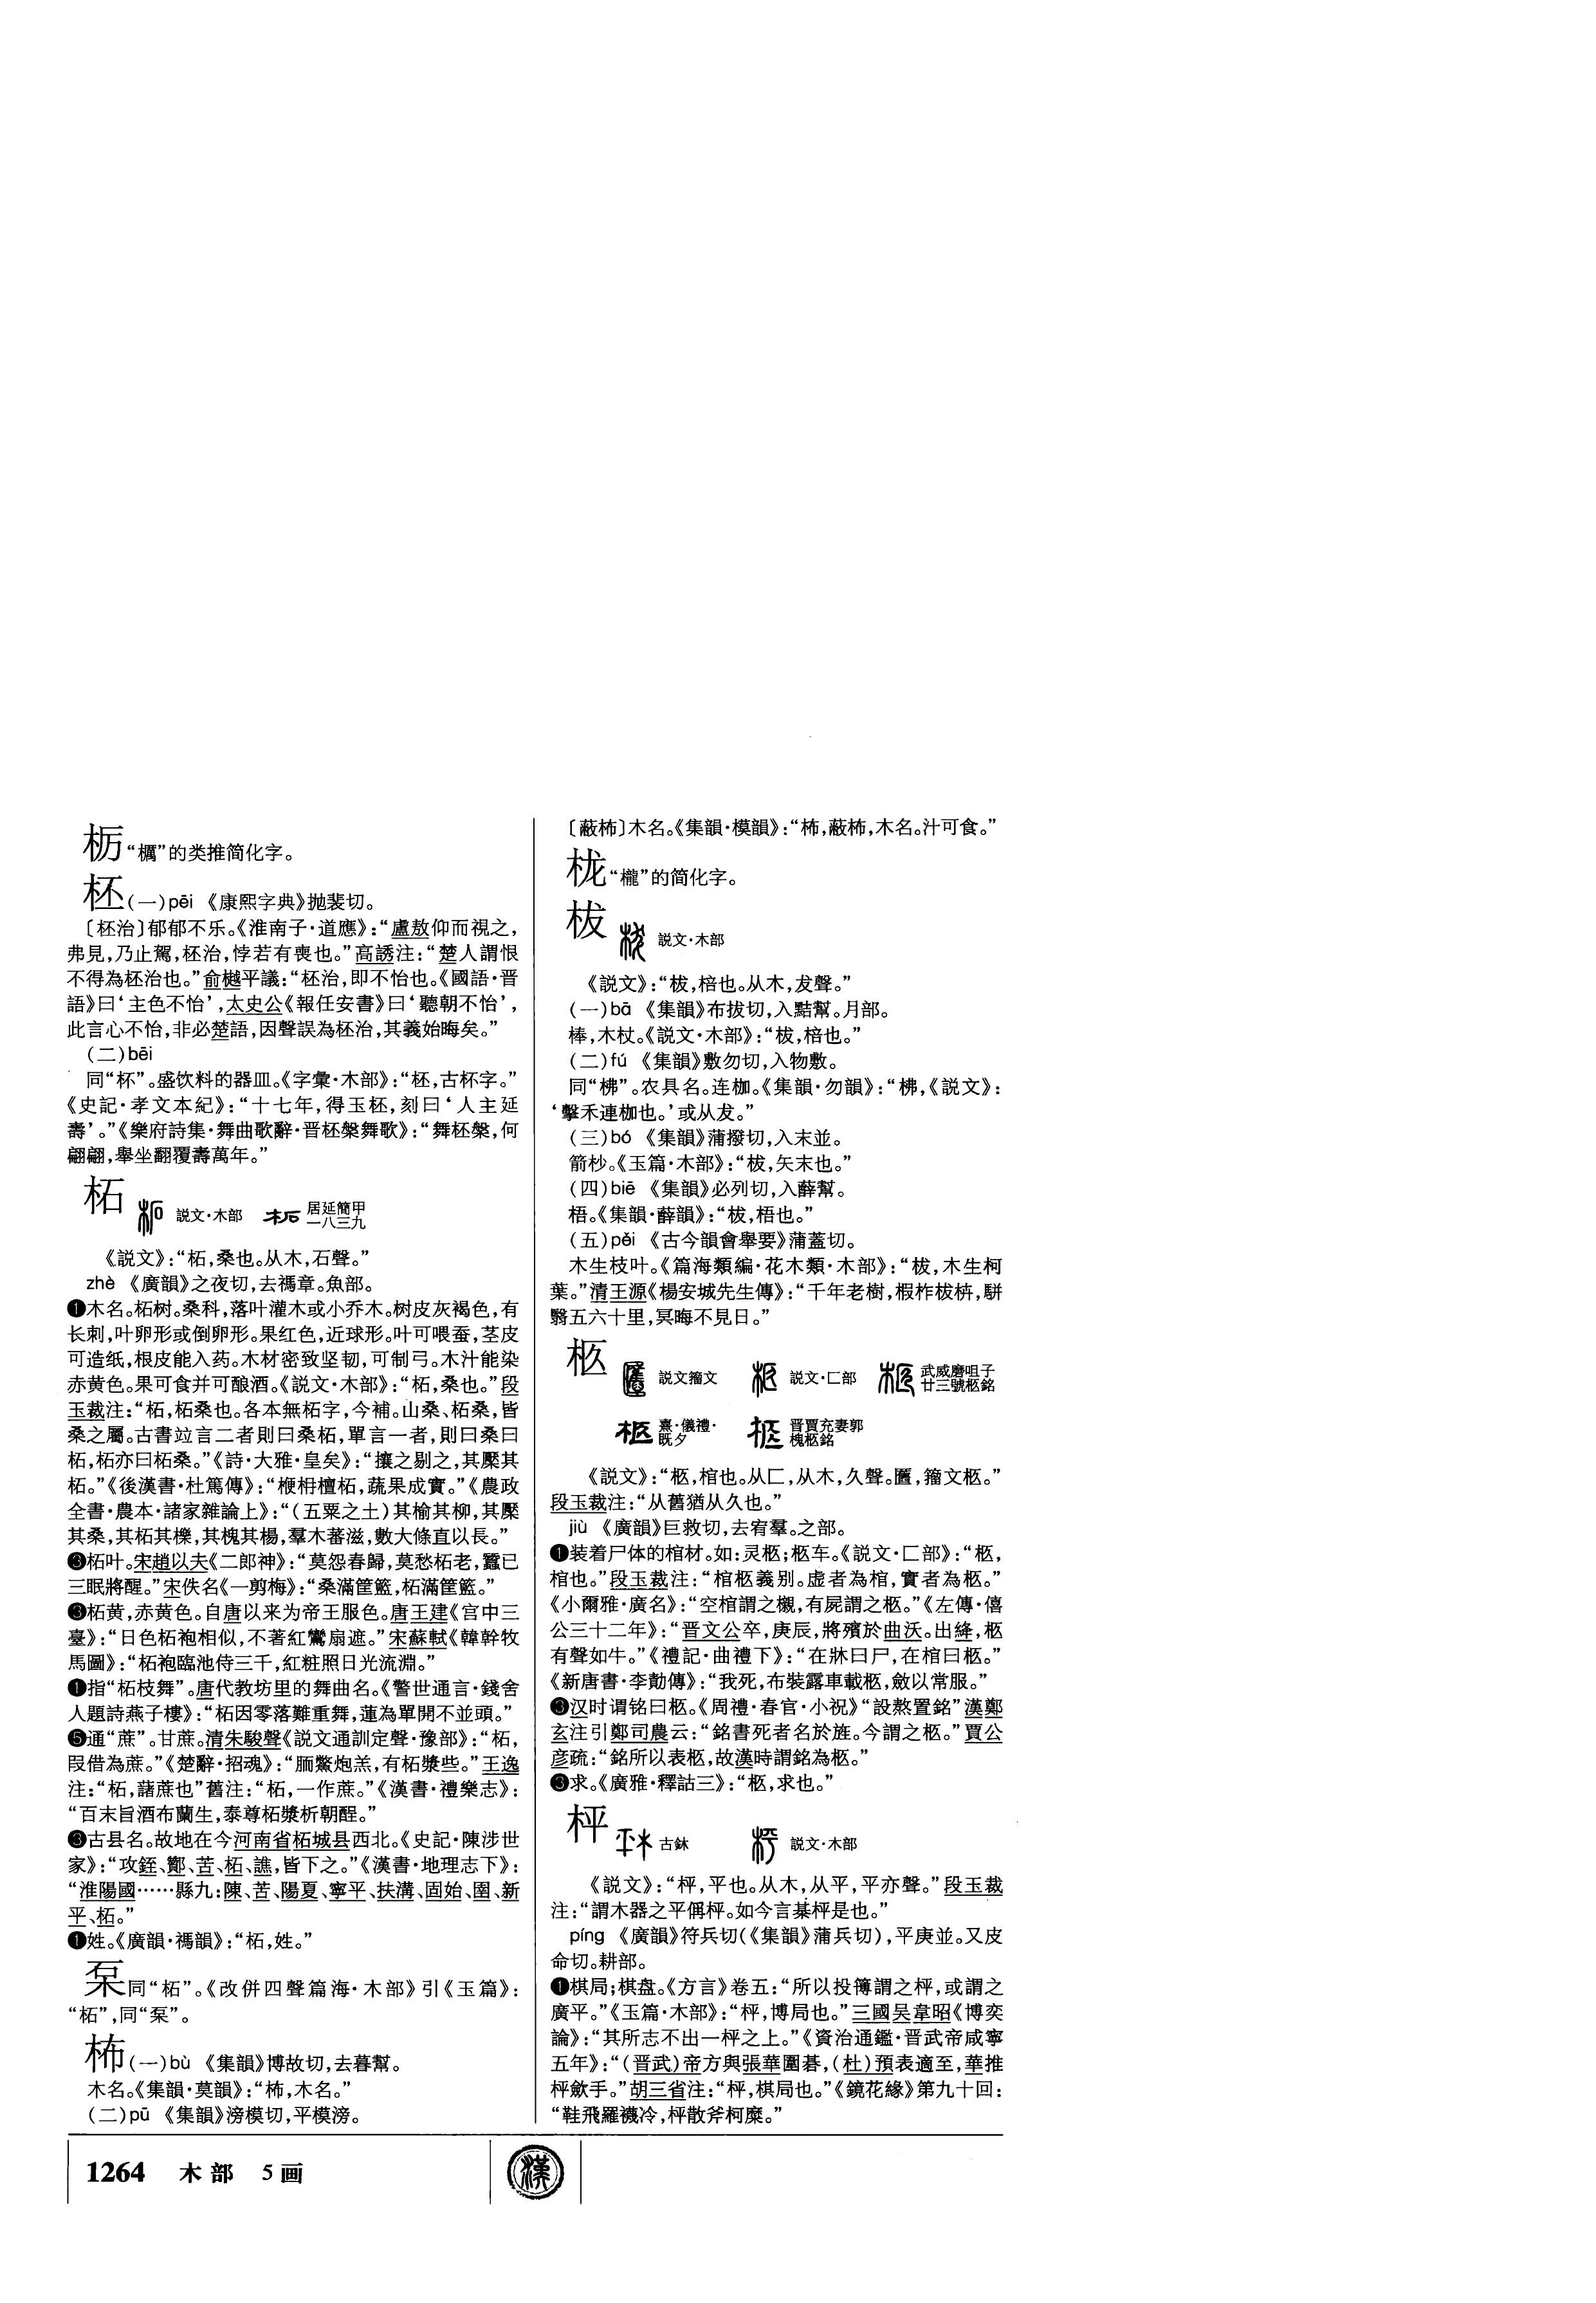 枥“櫪”的类推简化字。
柸(一)pēi 《康熙字典》抛裴切。
〔柸治〕郁郁不乐。《淮南子·道應》：“盧敖仰而視之，
弗見，乃止駕，柸治，悖若有喪也。”高誘注：“楚人謂恨
不得為柸治也。”俞樾平議：“柸治，即不怡也。《國語·晋
語》曰‘主色不怡’，太史公《報任安書》曰‘聽朝不怡’，
此言心不怡，非必楚語，因聲誤為柸治，其義始晦矣。”
(二)bēi
同“杯”。盛饮料的器皿。《字彙·木部》：“柸，古杯字。”
《史記·孝文本紀》：“十七年，得玉柸，刻曰‘人主延
壽’。”《樂府詩集·舞曲歌辭·晋柸槃舞歌》：“舞柸槃，何
翩翩，舉坐翻覆壽萬年。”
柘 説文·木部 居延簡甲一八三九
《説文》：“柘，桑也。从木，石聲。”
zhè 《廣韻》之夜切，去禡章。魚部。
❶木名。柘树。桑科，落叶灌木或小乔木。树皮灰褐色，有
长刺，叶卵形或倒卵形。果红色，近球形。叶可喂蚕，茎皮
可造纸，根皮能入药。木材密致坚韧，可制弓。木汁能染
赤黄色。果可食并可酿酒。《説文·木部》：“柘，桑也。”段
玉裁注：“柘，柘桑也。各本無柘字，今補。山桑、柘桑，皆
桑之屬。古書竝言二者則曰桑柘，單言一者，則曰桑曰
柘，柘亦曰柘桑。”《詩·大雅·皇矣》：“攘之剔之，其檿其
柘。”《後漢書·杜篤傳》：“楩枏檀柘，蔬果成實。”《農政
全書·農本·諸家雜論上》：“(五粟之土)其榆其柳，其檿
其桑，其柘其櫟，其槐其楊，羣木蕃滋，數大條直以長。”
❸柘叶。宋趙以夫《二郎神》：“莫怨春歸，莫愁柘老，蠶已
三眠將醒。”宋佚名《一剪梅》：“桑滿筐籃，柘滿筐籃。”
❸柘黄，赤黄色。自唐以来为帝王服色。唐王建《宫中三
臺》：“日色柘袍相似，不著紅鸞扇遮。”宋蘇軾《韓幹牧
馬圖》：“柘袍臨池侍三千，紅粧照日光流淵。”
❶指“柘枝舞”。唐代教坊里的舞曲名。《警世通言·錢舍
人題詩燕子樓》：“柘因零落難重舞，蓮為單開不並頭。”
❺通“蔗”。甘蔗。清朱駿聲《説文通訓定聲·豫部》：“柘，
叚借為蔗。”《楚辭·招魂》：“胹鱉炮羔，有柘漿些。”王逸
注：“柘，藷蔗也”舊注：“柘，一作蔗。”《漢書·禮樂志》：
“百末旨酒布蘭生，泰尊柘漿析朝酲。”
❸古县名。故地在今河南省柘城县西北。《史記·陳涉世
家》：“攻銍、酇、苦、柘、譙，皆下之。”《漢書·地理志下》：
“淮陽國……縣九：陳、苦、陽夏、寧平、扶溝、固始、圉、新
平、柘。”
❶姓。《廣韻·禡韻》：“柘，姓。”
䂞同“柘”。《改併四聲篇海·木部》引《玉篇》：
“柘”，同“䂞”。
柨(一)bù 《集韻》博故切，去暮幫。
木名。《集韻·莫韻》：“柨，木名。”
(二)pū 《集韻》滂模切，平模滂。
〔蔽柨〕木名。《集韻·模韻》：“柨，蔽柨，木名。汁可食。”
栊“櫳”的简化字。
柭 説文·木部
《説文》：“柭，棓也。从木，犮聲。”
(一)bā 《集韻》布拔切，入黠幫。月部。
棒，木杖。《説文·木部》：“柭，棓也。”
(二)fú 《集韻》敷勿切，入物敷。
同“柫”。农具名。连枷。《集韻·勿韻》：“柫，《説文》：
‘擊禾連枷也。’或从犮。”
(三)bó 《集韻》蒲撥切，入末並。
箭杪。《玉篇·木部》：“柭，矢末也。”
(四)biē 《集韻》必列切，入薛幫。
梧。《集韻·薛韻》：“柭，梧也。”
(五)pěi 《古今韻會舉要》蒲蓋切。
木生枝叶。《篇海類編·花木類·木部》：“柭，木生柯
葉。”清王源《楊安城先生傳》：“千年老樹，椵柞柭栟，駢
翳五六十里，冥晦不見日。”
柩 説文籀文 説文·匚部 武威磨咀子廿三號柩銘
熹·儀禮·既夕 晋賈充妻郭槐柩銘
《説文》：“柩，棺也。从匚，从木，久聲。匶，籀文柩。”
段玉裁注：“从舊猶从久也。”
jiù 《廣韻》巨救切，去宥羣。之部。
❶装着尸体的棺材。如：灵柩；柩车。《説文·匚部》：“柩，
棺也。”段玉裁注：“棺柩義别。虚者為棺，實者為柩。”
《小爾雅·廣名》：“空棺謂之櫬，有屍謂之柩。”《左傳·僖
公三十二年》：“晋文公卒，庚辰，將殯於曲沃。出絳，柩
有聲如牛。”《禮記·曲禮下》：“在牀曰尸，在棺曰柩。”
《新唐書·李勣傳》：“我死，布裝露車載柩，斂以常服。”
❸汉时谓铭曰柩。《周禮·春官·小祝》“設熬置銘”漢鄭
玄注引鄭司農云：“銘書死者名於旌。今謂之柩。”賈公
彦疏：“銘所以表柩，故漢時謂銘為柩。”
❸求。《廣雅·釋詁三》：“柩，求也。”
枰 古鉢 説文·木部
《説文》：“枰，平也。从木，从平，平亦聲。”段玉裁
注：“謂木器之平偁枰。如今言棊枰是也。”
píng 《廣韻》符兵切(《集韻》蒲兵切)，平庚並。又皮
命切。耕部。
❶棋局；棋盘。《方言》卷五：“所以投簙謂之枰，或謂之
廣平。”《玉篇·木部》：“枰，博局也。”三國吴韋昭《博奕
論》：“其所志不出一枰之上。”《資治通鑑·晋武帝咸寧
五年》：“(晋武)帝方與張華圍碁，(杜)預表適至，華推
枰斂手。”胡三省注：“枰，棋局也。”《鏡花緣》第九十回：
“鞋飛羅襪冷，枰散斧柯糜。”
1264 木部 5画
漢